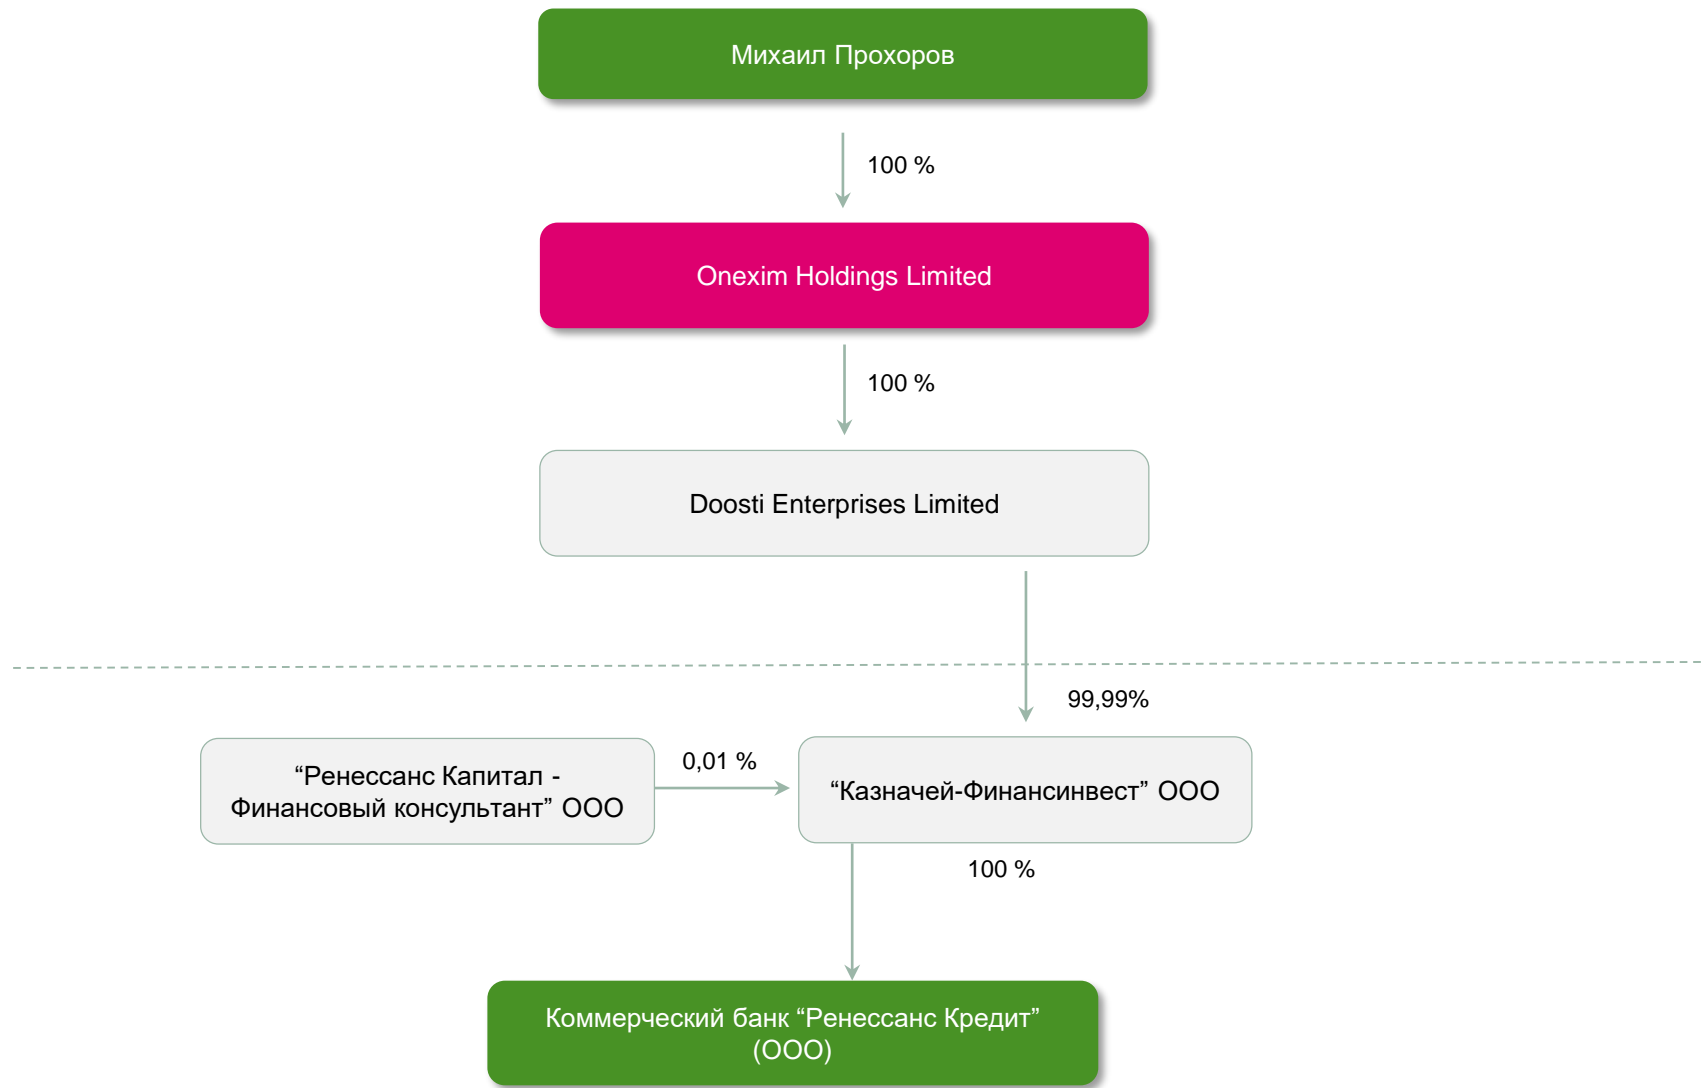 Михаил Прохоров
100 %
Onexim Holdings Limited
100 %
Doosti Enterprises Limited
99,99%
“Ренессанс Капитал -
Финансовый консультант” ООО
0,01 %
“Казначей-Финансинвест” ООО
100 %
Коммерческий банк “Ренессанс Кредит”
(ООО)